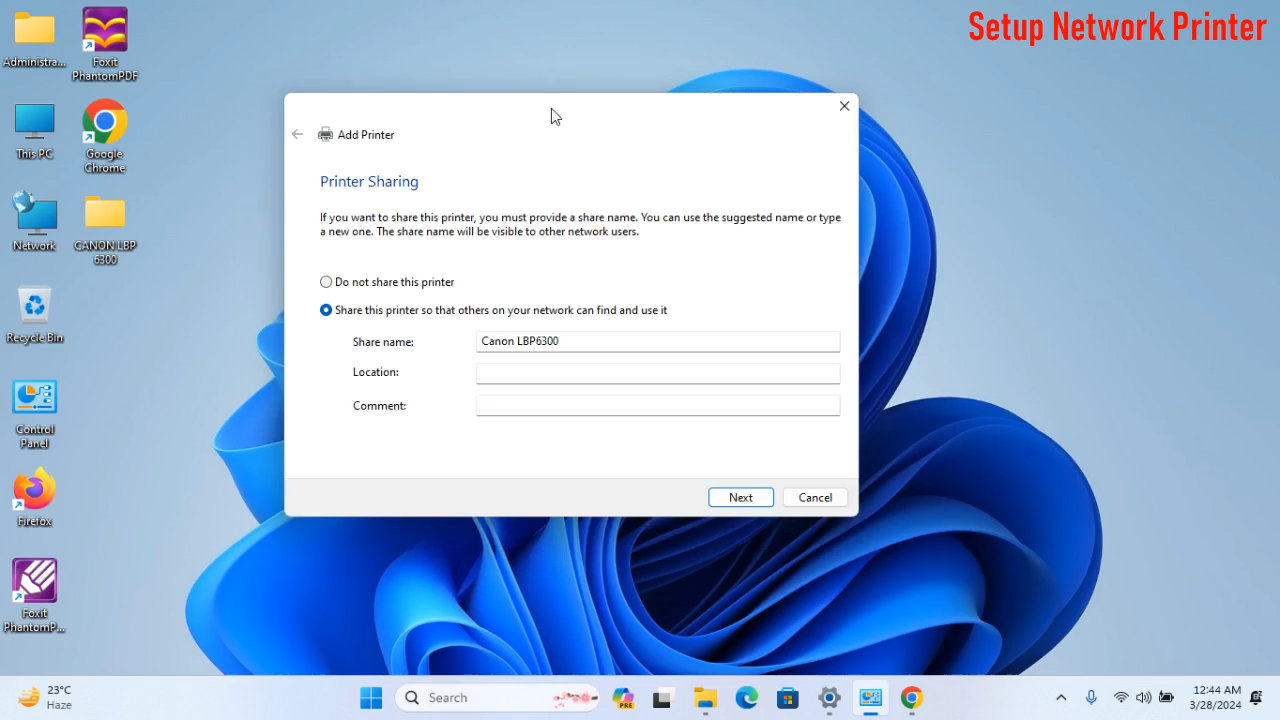 Setup Network Printer
Administra...
Foxit
PhantomPDF
This PC
Google
Chrome
Network
CANON LBP
6300
Recycle Bin
Control
Panel
Firefox
Foxit
PhantomP...
Add Printer
Printer Sharing
If you want to share this printer, you must provide a share name. You can use the suggested name or type
a new one. The share name will be visible to other network users.
Do not share this printer
Share this printer so that others on your network can find and use it
Share name: Canon LBP6300
Location:
Comment:
Next Cancel
23°C
Haze
Search
PRE
12:44 AM
3/28/2024